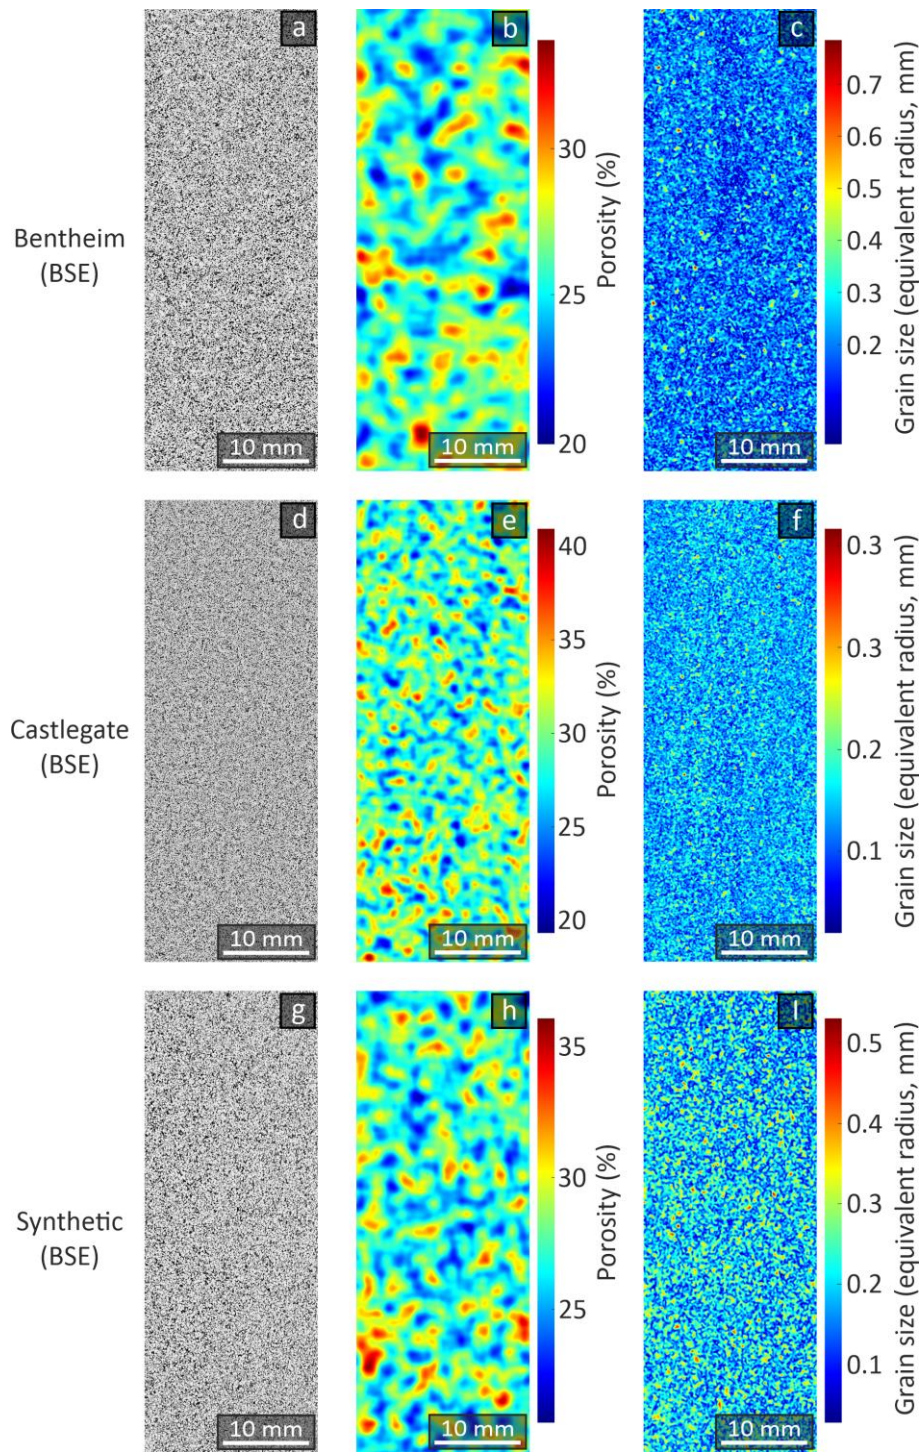 a
b
c
Bentheim
(BSE)
30
25
20
Porosity (%)
0.7
0.6
0.5
0.4
0.3
0.2
Grain size (equivalent radius, mm)
10 mm
10 mm
10 mm
d
e
f
Castlegate
(BSE)
40
35
30
25
20
Porosity (%)
0.3
0.3
0.2
0.2
0.1
Grain size (equivalent radius, mm)
10 mm
10 mm
10 mm
g
h
I
Synthetic
(BSE)
35
30
25
Porosity (%)
0.5
0.4
0.3
0.2
0.1
Grain size (equivalent radius, mm)
10 mm
10 mm
10 mm